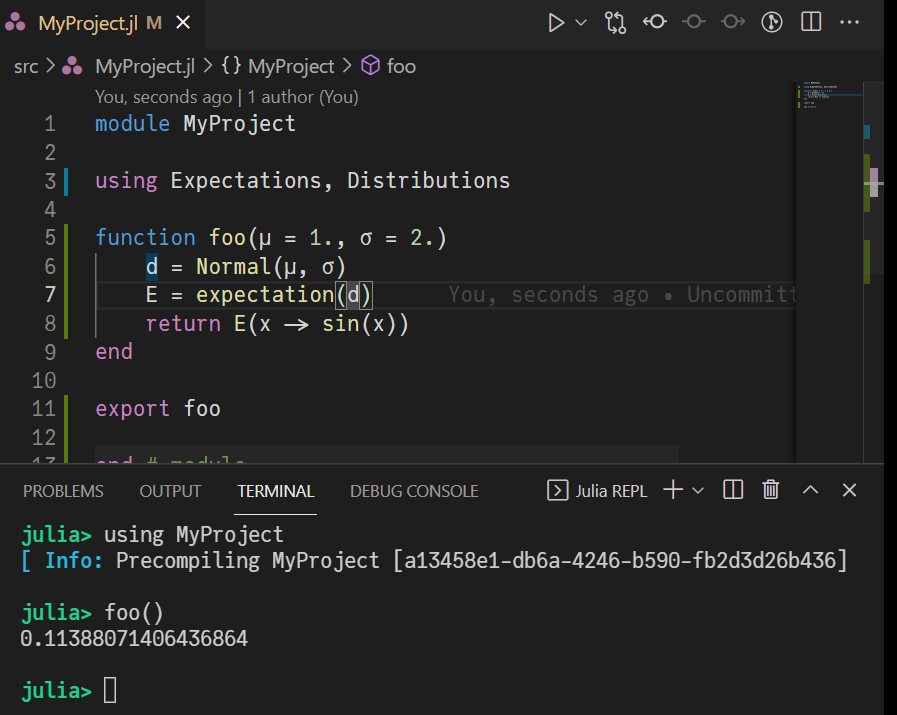 MyProject.jl M
src > MyProject.jl > {} MyProject > foo
You, seconds ago | 1 author (You)
1 module MyProject
2
3 using Expectations, Distributions
4
5 function foo(μ = 1., σ = 2.)
6 d = Normal(μ, σ)
7 E = expectation(d) You, seconds ago • Uncommitt
8 return E(x -> sin(x))
9 end
10
11 export foo
12
13 end # module
PROBLEMS OUTPUT TERMINAL DEBUG CONSOLE Julia REPL
julia> using MyProject
[ Info: Precompiling MyProject [a13458e1-db6a-4246-b590-fb2d3d26b436]
julia> foo()
0.11388071406436864
julia>